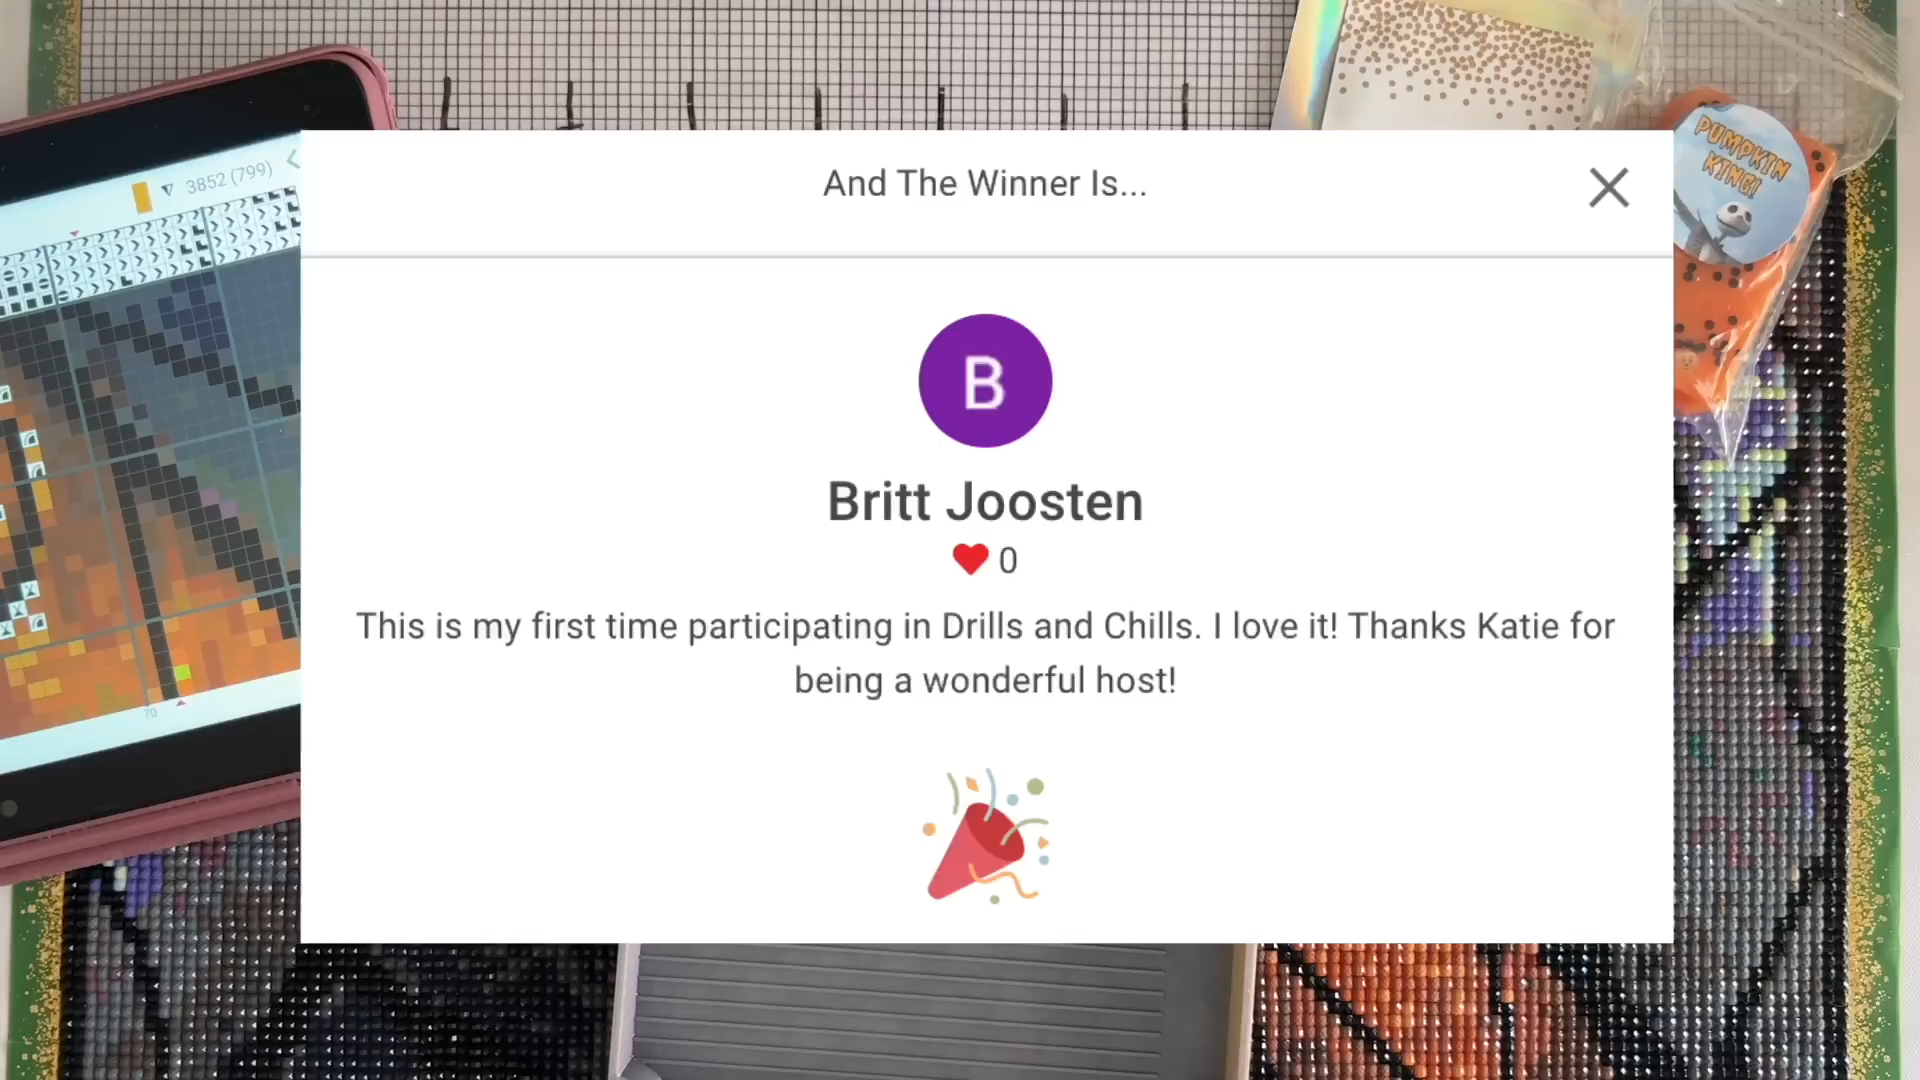 3852 (799)
And The Winner Is...
PUMPKIN
KING!
B
Britt Joosten
0
This is my first time participating in Drills and Chills. I love it! Thanks Katie for
being a wonderful host!
70